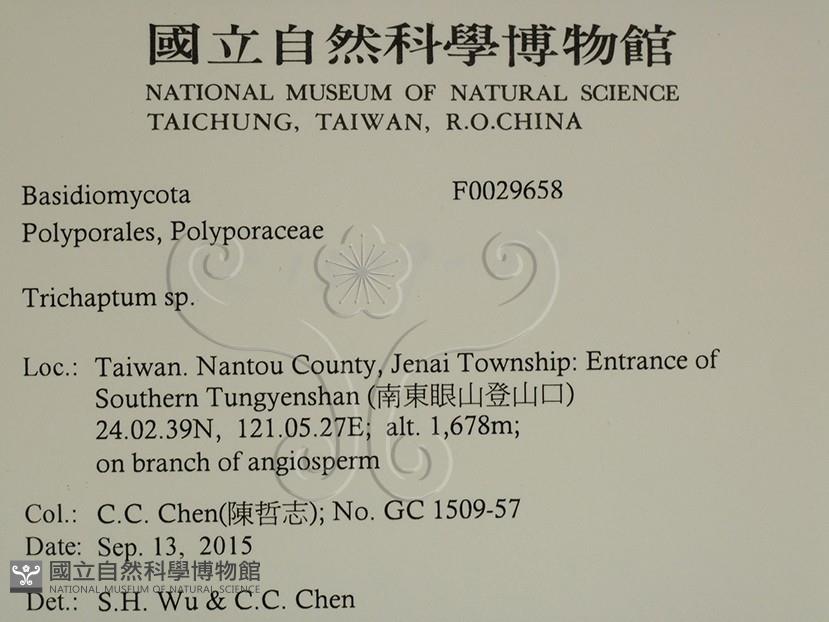 國立自然科學博物館
NATIONAL MUSEUM OF NATURAL SCIENCE
TAICHUNG, TAIWAN, R.O.CHINA
Basidiomycota F0029658
Polyporales, Polyporaceae
Trichaptum sp.
Loc.: Taiwan. Nantou County, Jenai Township: Entrance of
Southern Tungyenshan (南東眼山登山口)
24.02.39N, 121.05.27E; alt. 1,678m;
on branch of angiosperm
Col.: C.C. Chen(陳哲志); No. GC 1509-57
Date: Sep. 13, 2015
國立自然科學博物館
NATIONAL MUSEUM OF NATURAL SCIENCE
Det.: S.H. Wu & C.C. Chen